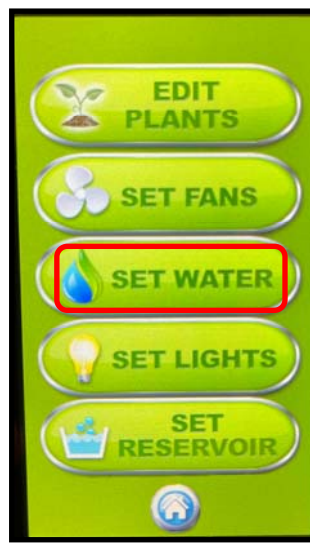 EDIT
PLANTS
SET FANS
SET WATER
SET LIGHTS
SET
RESERVOIR